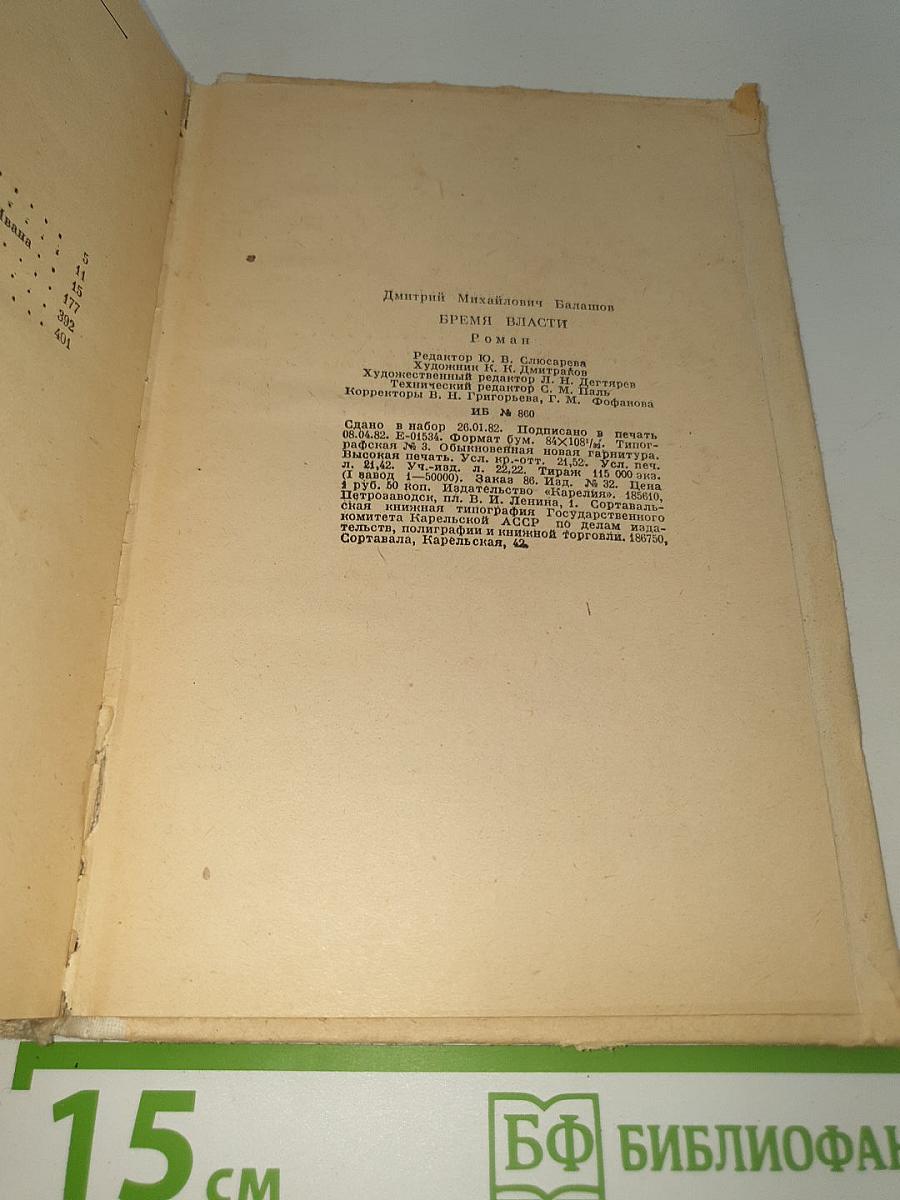 Ивана
5
11
15
177
392
401
Дмитрий Михайлович Балашов
БРЕМЯ ВЛАСТИ
Роман
Редактор Ю. В. Слюсарева
Художник К. К. Дмитраков
Художественный редактор Л. Н. Дегтярев
Технический редактор С. М. Паль
Корректоры В. Н. Григорьева, Г. М. Фофанова
ИБ № 860
Сдано в набор 26.01.82. Подписано в печать
08.04.82. Е-01534. Формат бум. 84×108¹/₃₂. Типог-
рафская № 3. Обыкновенная новая гарнитура.
Высокая печать. Усл. кр.-отт. 21,52. Усл. печ.
л. 21,42. Уч.-изд. л. 22,22. Тираж 115 000 экз.
(I завод 1—50000). Заказ 86. Изд. № 32. Цена
1 руб. 50 коп. Издательство «Карелия». 185610,
Петрозаводск, пл. В. И. Ленина, 1. Сортаваль-
ская книжная типография Государственного
комитета Карельской АССР по делам изда-
тельств, полиграфии и книжной торговли. 186750,
Сортавала, Карельская, 42.
15 см
БФ БИБЛИОФАН